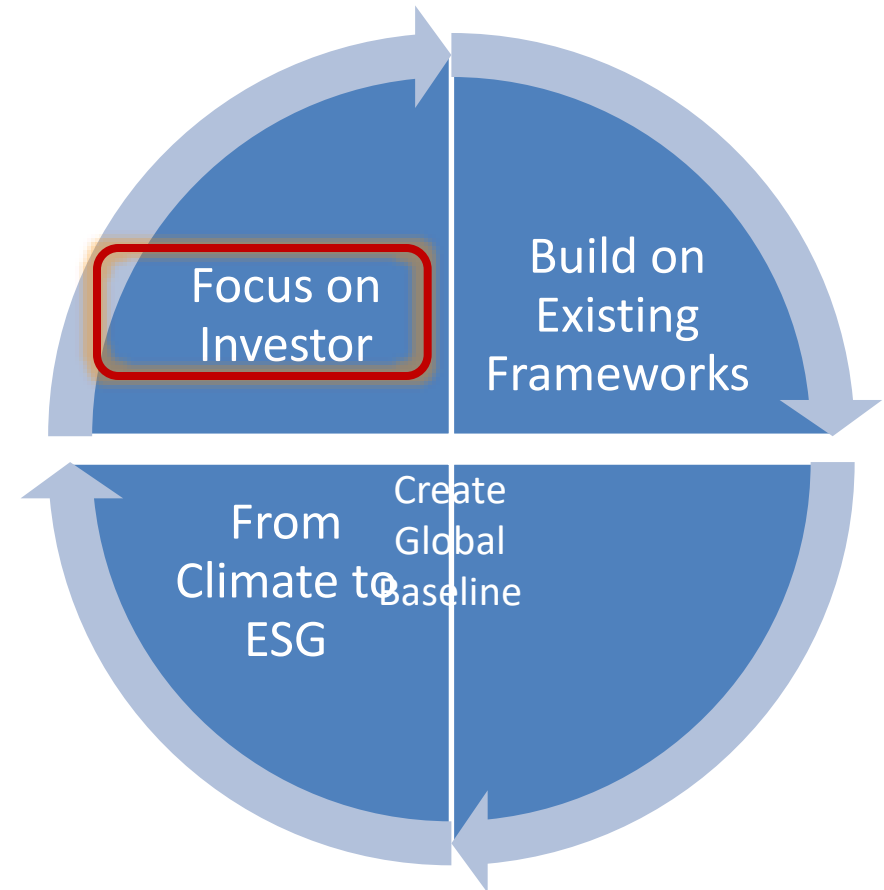 Focus on
Investor
Build on
Existing
Frameworks
From
Climate to
ESG
Create
Global
Baseline